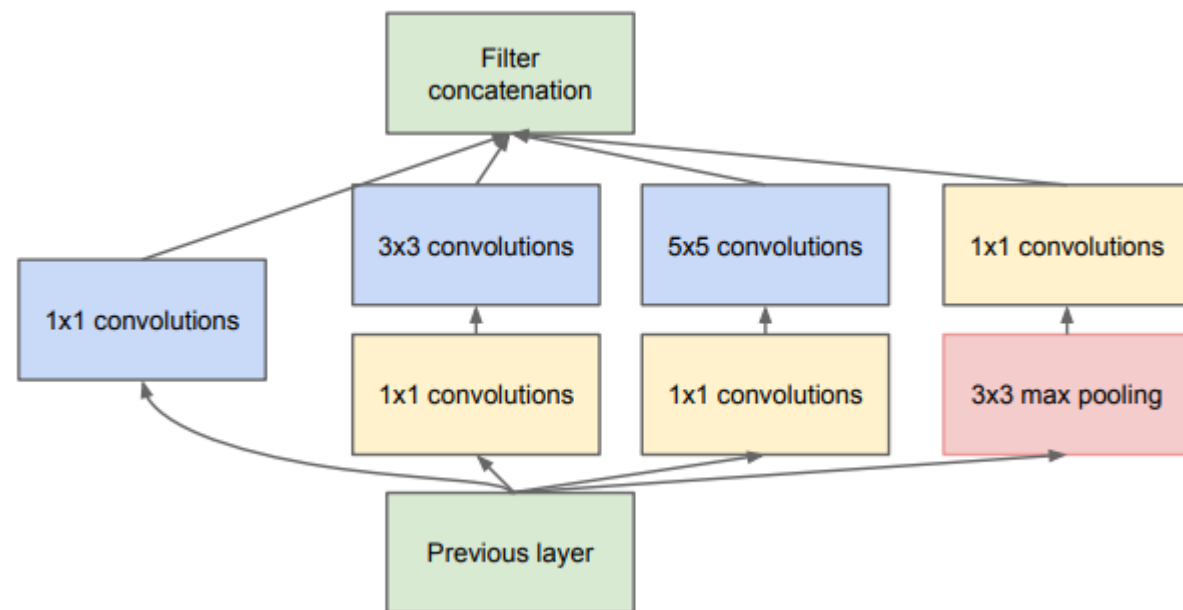 Filter
concatenation
3x3 convolutions
5x5 convolutions
1x1 convolutions
1x1 convolutions
1x1 convolutions
1x1 convolutions
3x3 max pooling
Previous layer